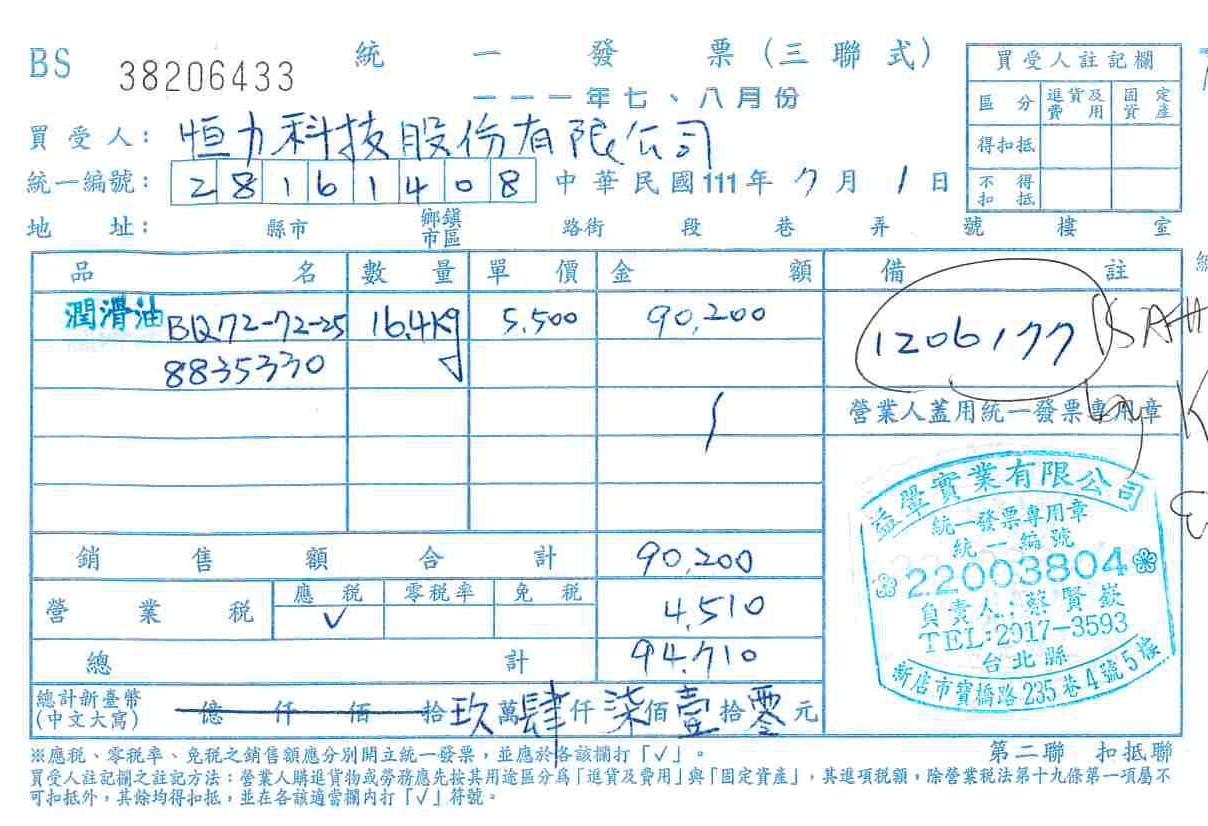 BS 38206433 統一發票(三聯式)
一一一年七、八月份
買受人註記欄
區分 進貨及費用 固定資產
得扣抵
不得扣抵
買受人: 恒力科技股份有限公司
統一編號: 28161408 中華民國111年7月1日
地址: 縣市 鄉鎮市區 路街 段 巷 弄 號 樓 室
品名 數量 單價 金額 備註
潤滑油 BQ72-72-25 16.4kg 5,500 90,200 1206177
8835330
營業人蓋用統一發票專用章
實業有限公司
統一發票專用章
統一編號
22003804
負責人:蔡賢嶔
TEL:2917-3593
台北縣
新店市寶橋路235巷4號5樓
銷售額合計 90,200
營業稅 應稅 零稅率 免稅 4,510
√
總計 94,710
總計新臺幣
(中文大寫) 億仟佰拾玖萬肆仟柒佰壹拾零元
※應稅、零稅率、免稅之銷售額應分別開立統一發票,並應於各該欄打「√」。
第二聯 扣抵聯
買受人註記欄之註記方法:營業人購進貨物或勞務應先按其用途區分為「進貨及費用」與「固定資產」,其進項稅額,除營業稅法第十九條第一項屬不
可扣抵外,其餘均得扣抵,並在各該適當欄內打「√」符號。